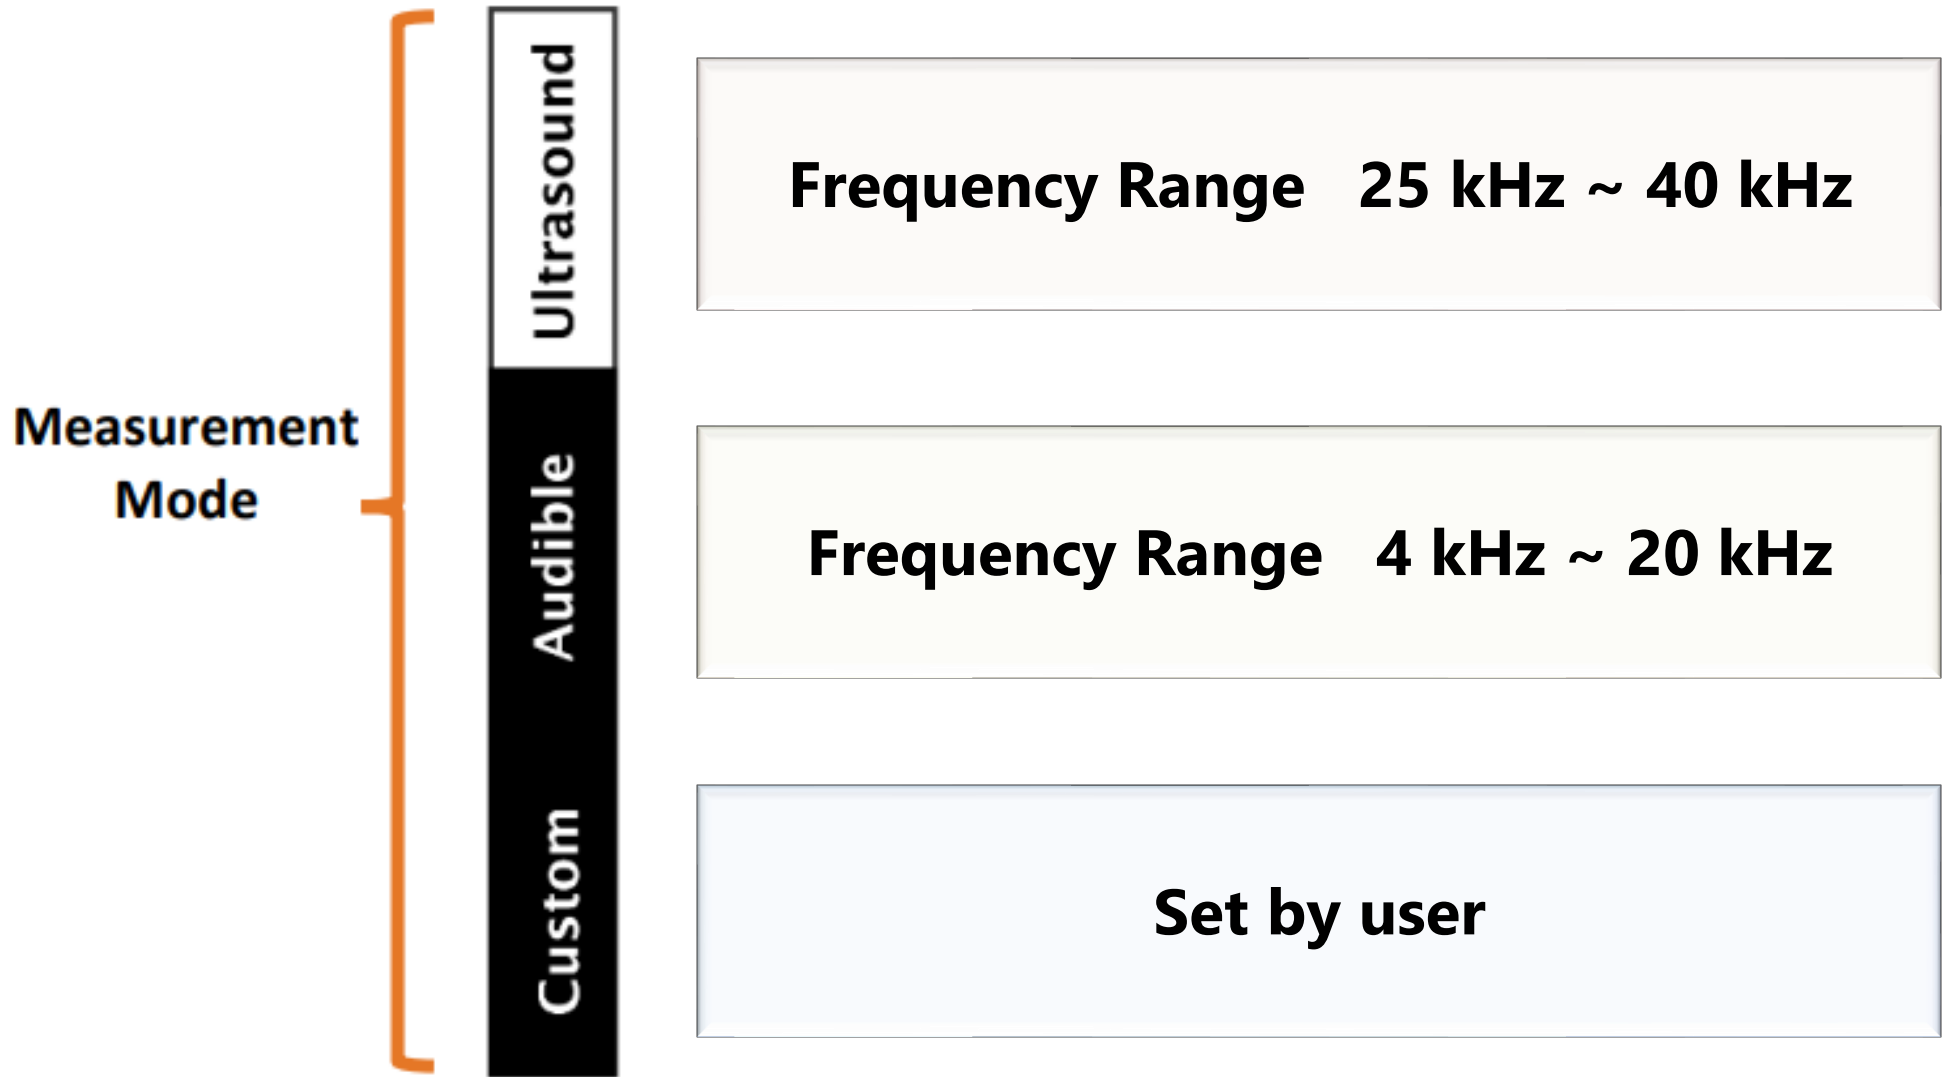 Measurement
Mode
Ultrasound
Frequency Range 25 kHz ~ 40 kHz
Audible
Frequency Range 4 kHz ~ 20 kHz
Custom
Set by user